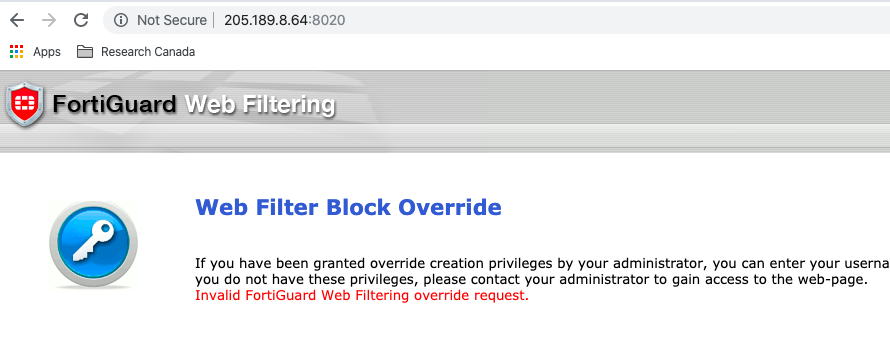 Not Secure | 205.189.8.64:8020
Apps Research Canada
FortiGuard Web Filtering
Web Filter Block Override
If you have been granted override creation privileges by your administrator, you can enter your userna
you do not have these privileges, please contact your administrator to gain access to the web-page.
Invalid FortiGuard Web Filtering override request.